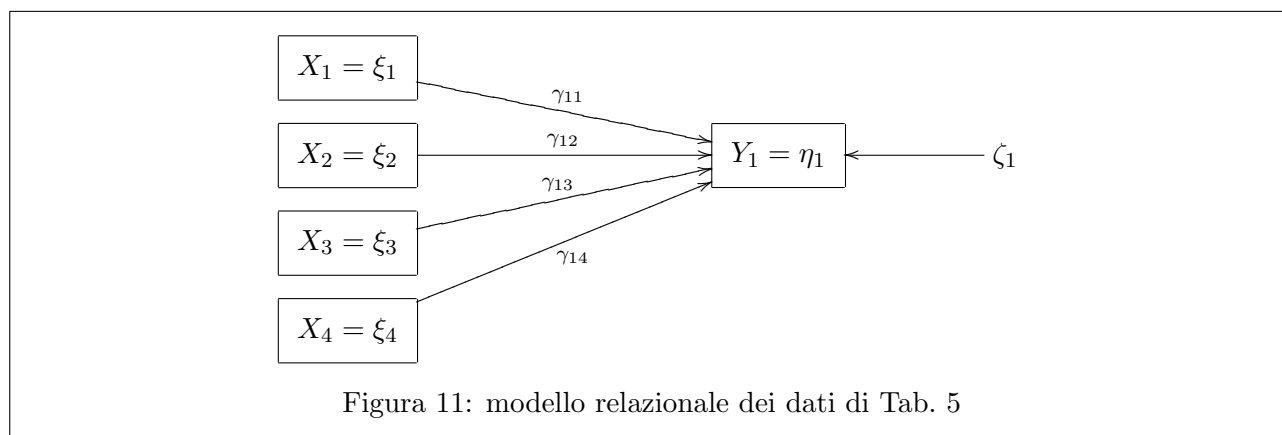 X₁ = ξ₁
γ₁₁
X₂ = ξ₂
γ₁₂
Y₁ = η₁
ζ₁
γ₁₃
X₃ = ξ₃
γ₁₄
X₄ = ξ₄
Figura 11: modello relazionale dei dati di Tab. 5